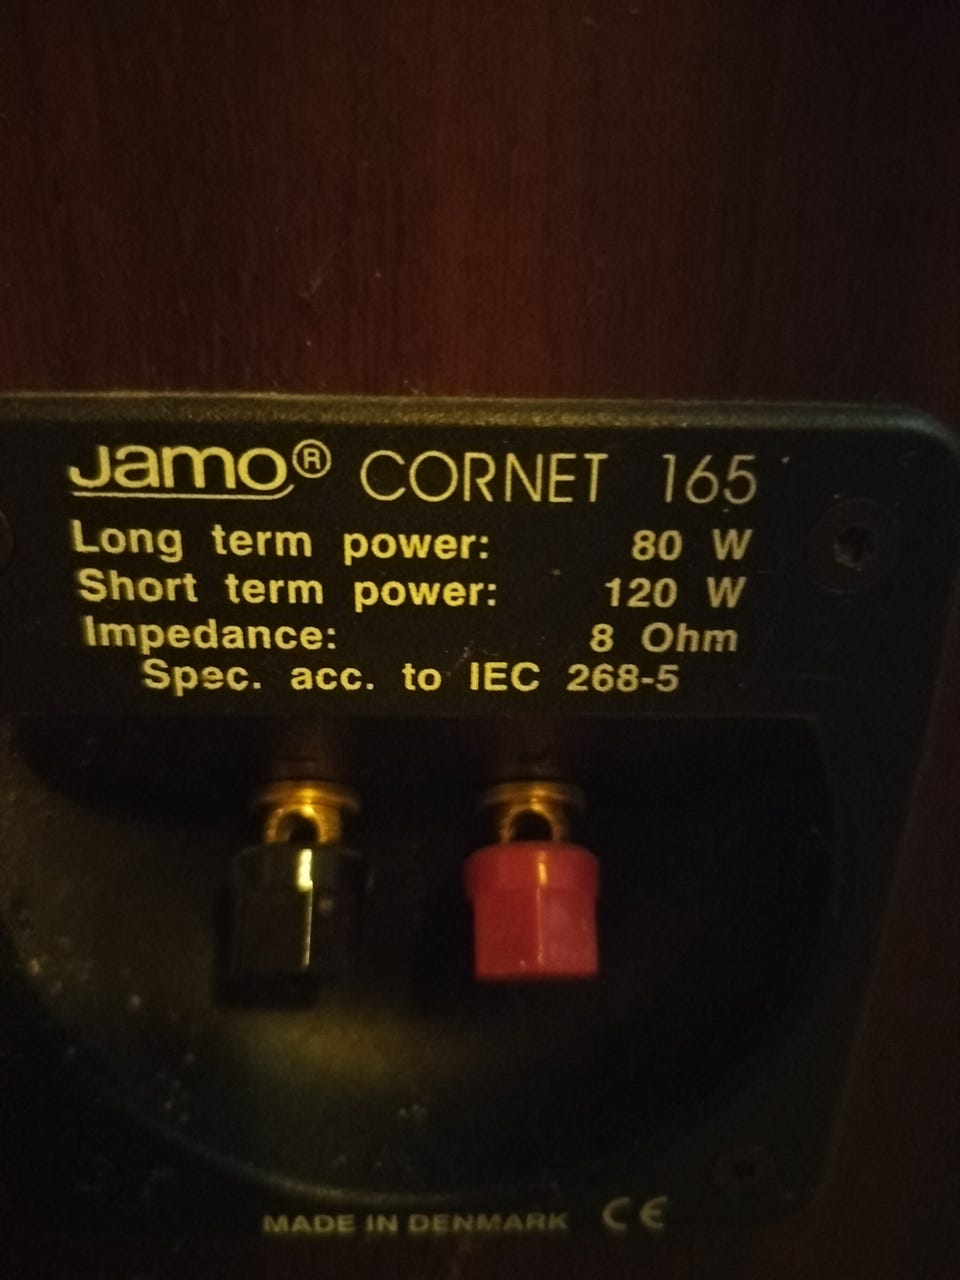 Jamo® CORNET 165
Long term power: 80 W
Short term power: 120 W
Impedance: 8 Ohm
Spec. acc. to IEC 268-5
MADE IN DENMARK CE